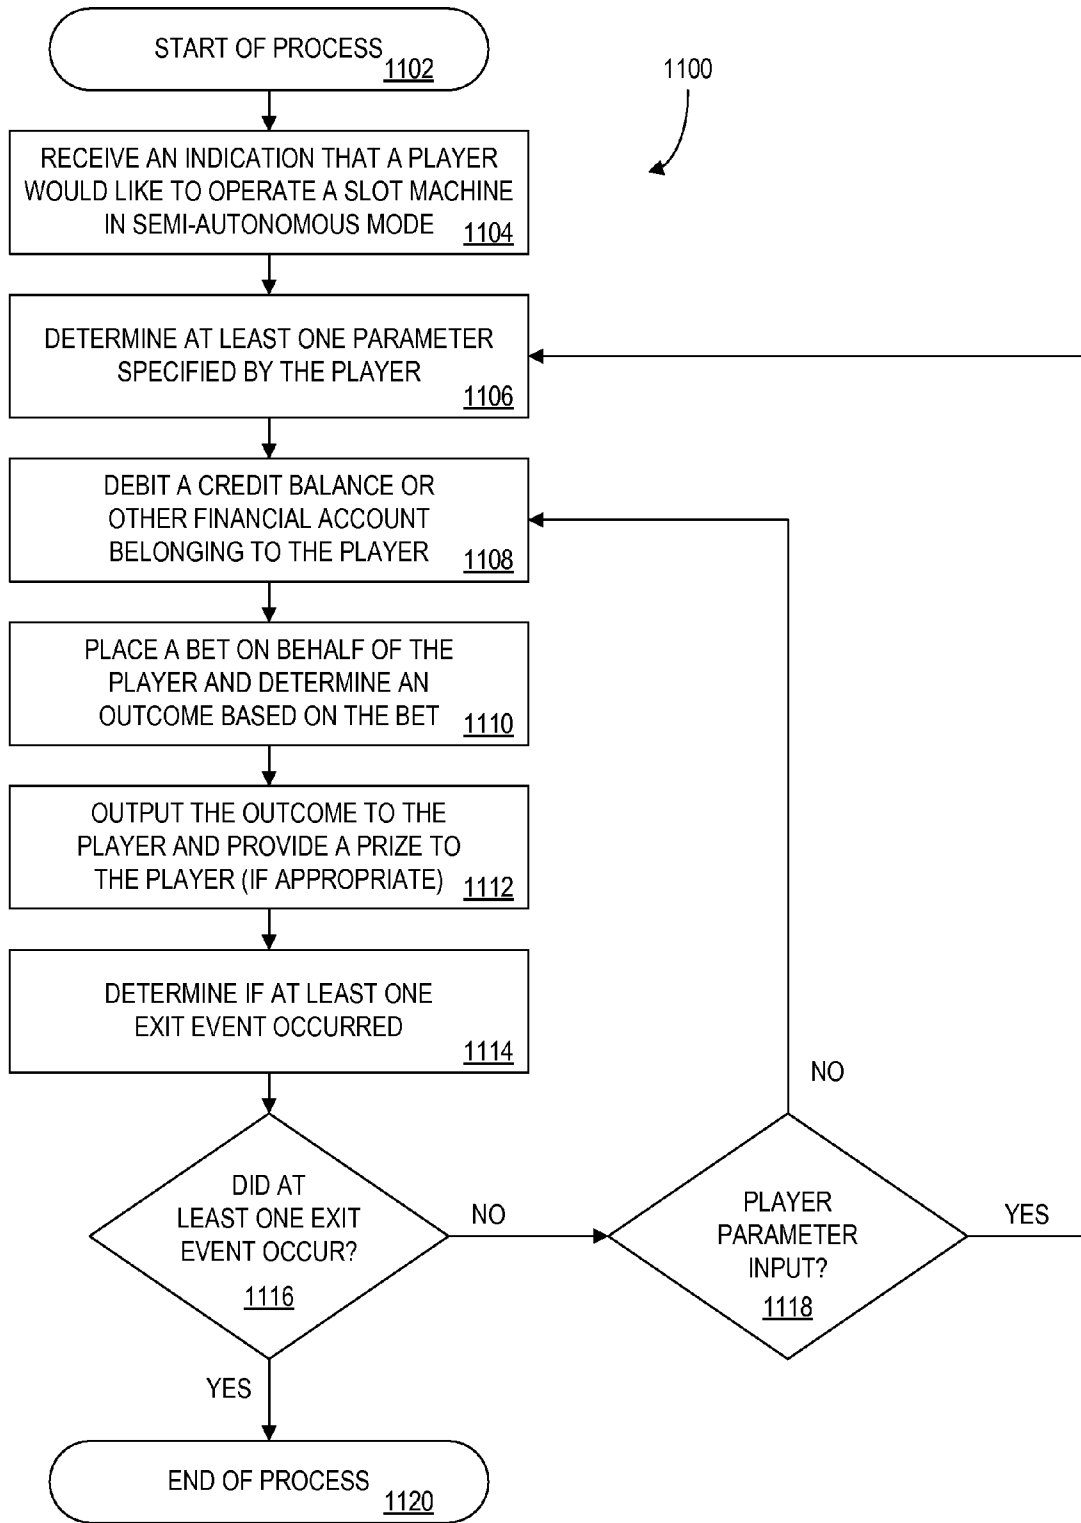 START OF PROCESS 1102
1100
RECEIVE AN INDICATION THAT A PLAYER
WOULD LIKE TO OPERATE A SLOT MACHINE
IN SEMI-AUTONOMOUS MODE 1104
DETERMINE AT LEAST ONE PARAMETER
SPECIFIED BY THE PLAYER
1106
DEBIT A CREDIT BALANCE OR
OTHER FINANCIAL ACCOUNT
BELONGING TO THE PLAYER 1108
PLACE A BET ON BEHALF OF THE
PLAYER AND DETERMINE AN
OUTCOME BASED ON THE BET 1110
OUTPUT THE OUTCOME TO THE
PLAYER AND PROVIDE A PRIZE TO
THE PLAYER (IF APPROPRIATE) 1112
DETERMINE IF AT LEAST ONE
EXIT EVENT OCCURRED
1114
DID AT
LEAST ONE EXIT
EVENT OCCUR?
1116
NO
PLAYER
PARAMETER
INPUT?
1118
NO
YES
YES
END OF PROCESS 1120